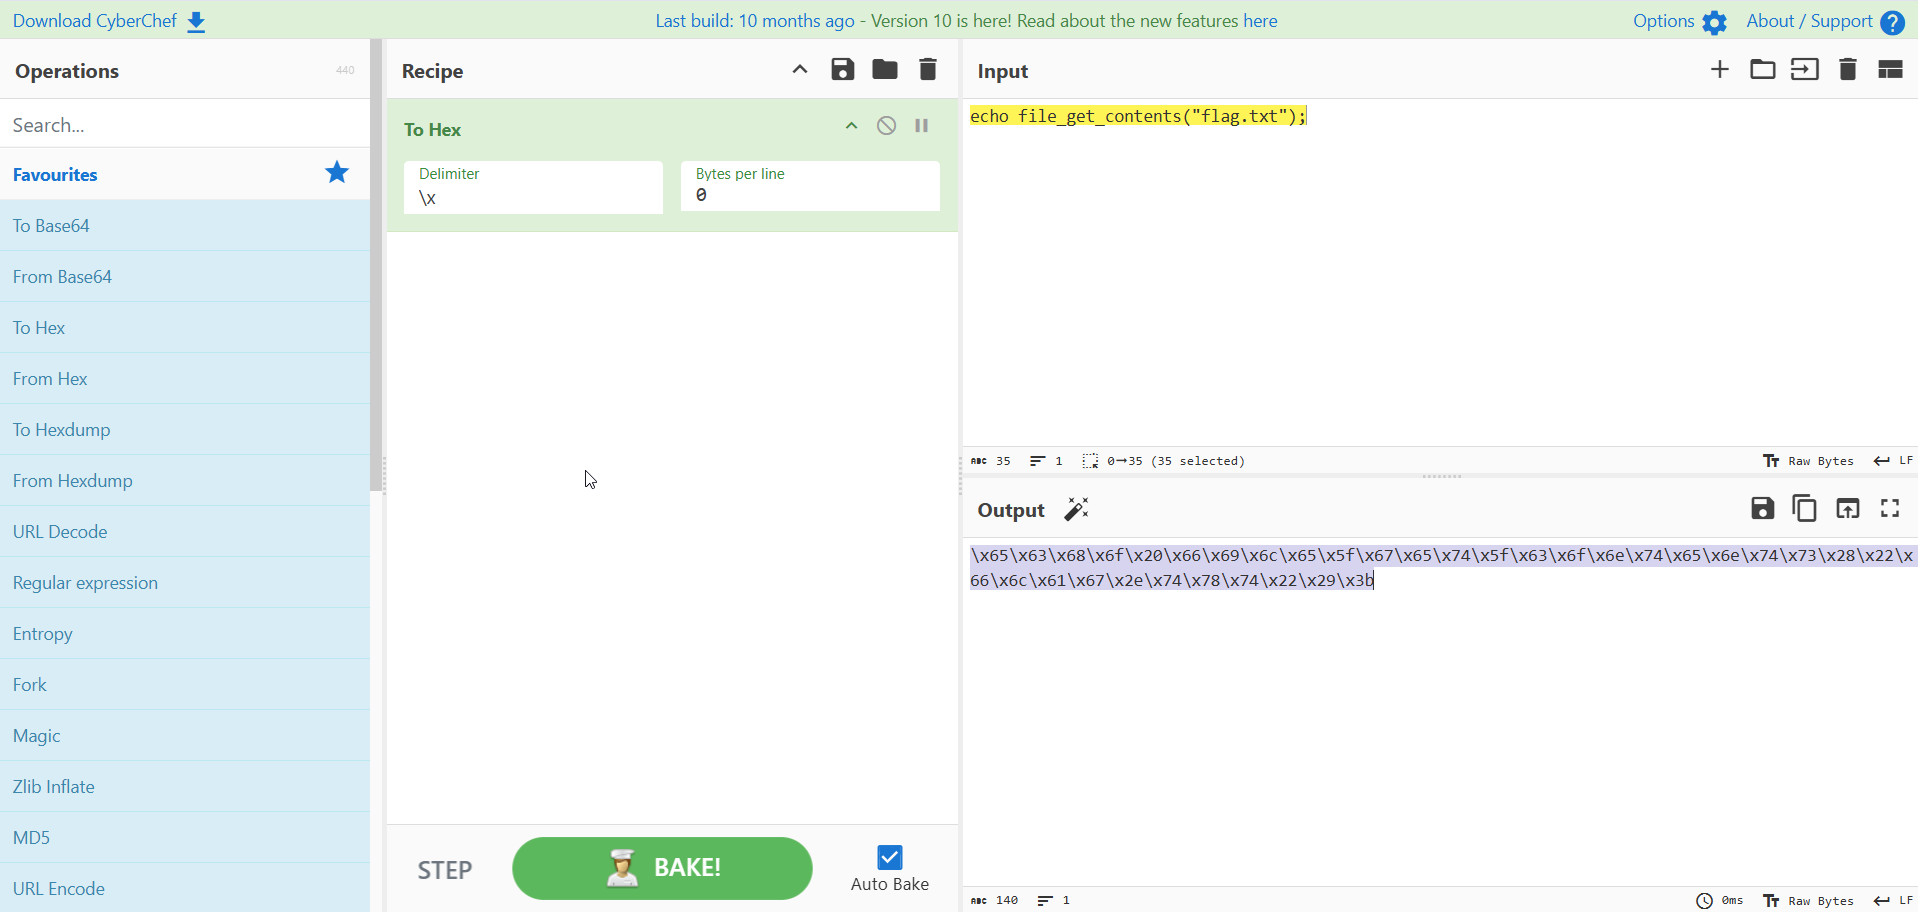 Download CyberChef
Last build: 10 months ago - Version 10 is here! Read about the new features here
Options
About / Support
?
Operations
440
Search...
Favourites
To Base64
From Base64
To Hex
From Hex
To Hexdump
From Hexdump
URL Decode
Regular expression
Entropy
Fork
Magic
Zlib Inflate
MD5
URL Encode
Recipe
To Hex
Delimiter
\x
Bytes per line
0
STEP
BAKE!
Auto Bake
Input
echo file_get_contents("flag.txt");
ABC 35
1
0→35 (35 selected)
Tт Raw Bytes
LF
Output
\x65\x63\x68\x6f\x20\x66\x69\x6c\x65\x5f\x67\x65\x74\x5f\x63\x6f\x6e\x74\x65\x6e\x74\x73\x28\x22\x
66\x6c\x61\x67\x2e\x74\x78\x74\x22\x29\x3b
ABC 140
1
0ms
Tт Raw Bytes
LF